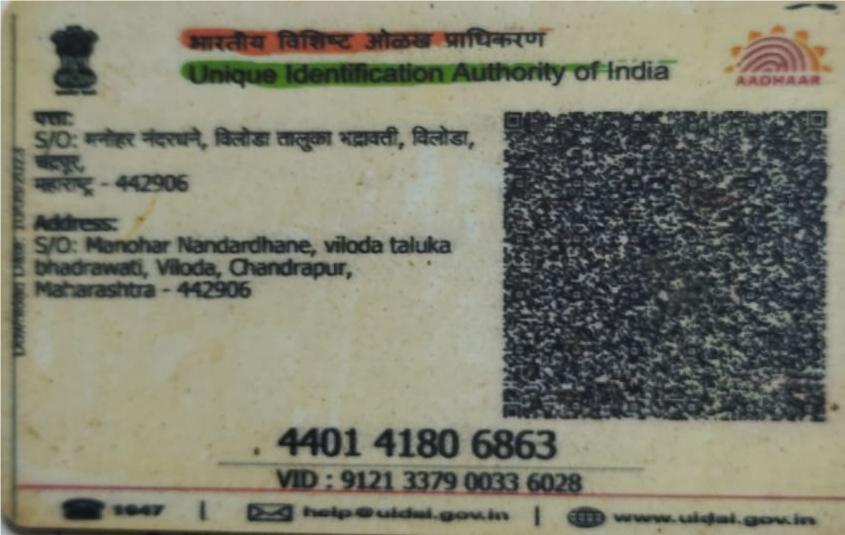 भारतीय विशिष्ट ओळख प्राधिकरण
Unique Identification Authority of India
AADHAAR
पत्ता:
S/O: मनोहर नंदरधने, विलोडा तालुका भद्रावती, विलोडा,
चंद्रपूर,
महाराष्ट्र - 442906
Address:
S/O: Manohar Nandardhane, viloda taluka
bhadrawati, Viloda, Chandrapur,
Maharashtra - 442906
4401 4180 6863
VID : 9121 3379 0033 6028
1947 | help@uidai.gov.in | www.uidai.gov.in